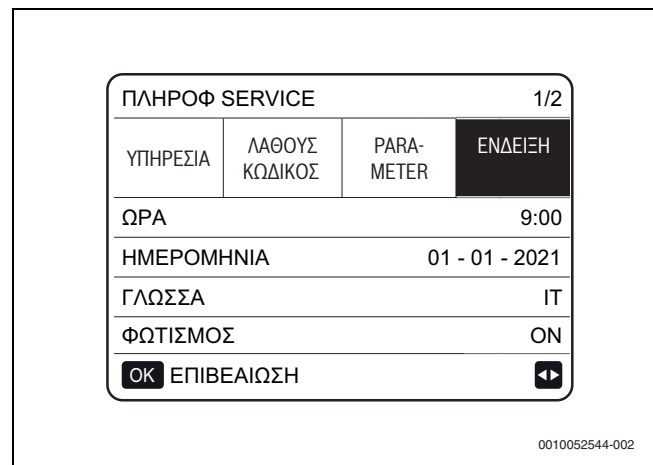 ΠΛΗΡΟΦ SERVICE 1/2
ΥΠΗΡΕΣΙΑ
ΛΑΘΟΥΣ
ΚΩΔΙΚΟΣ
PARA-
METER
ΕΝΔΕΙΞΗ
ΩΡΑ 9:00
ΗΜΕΡΟΜΗΝΙΑ 01 - 01 - 2021
ΓΛΩΣΣΑ IT
ΦΩΤΙΣΜΟΣ ON
OK ΕΠΙΒΕΑΙΩΣΗ
0010052544-002